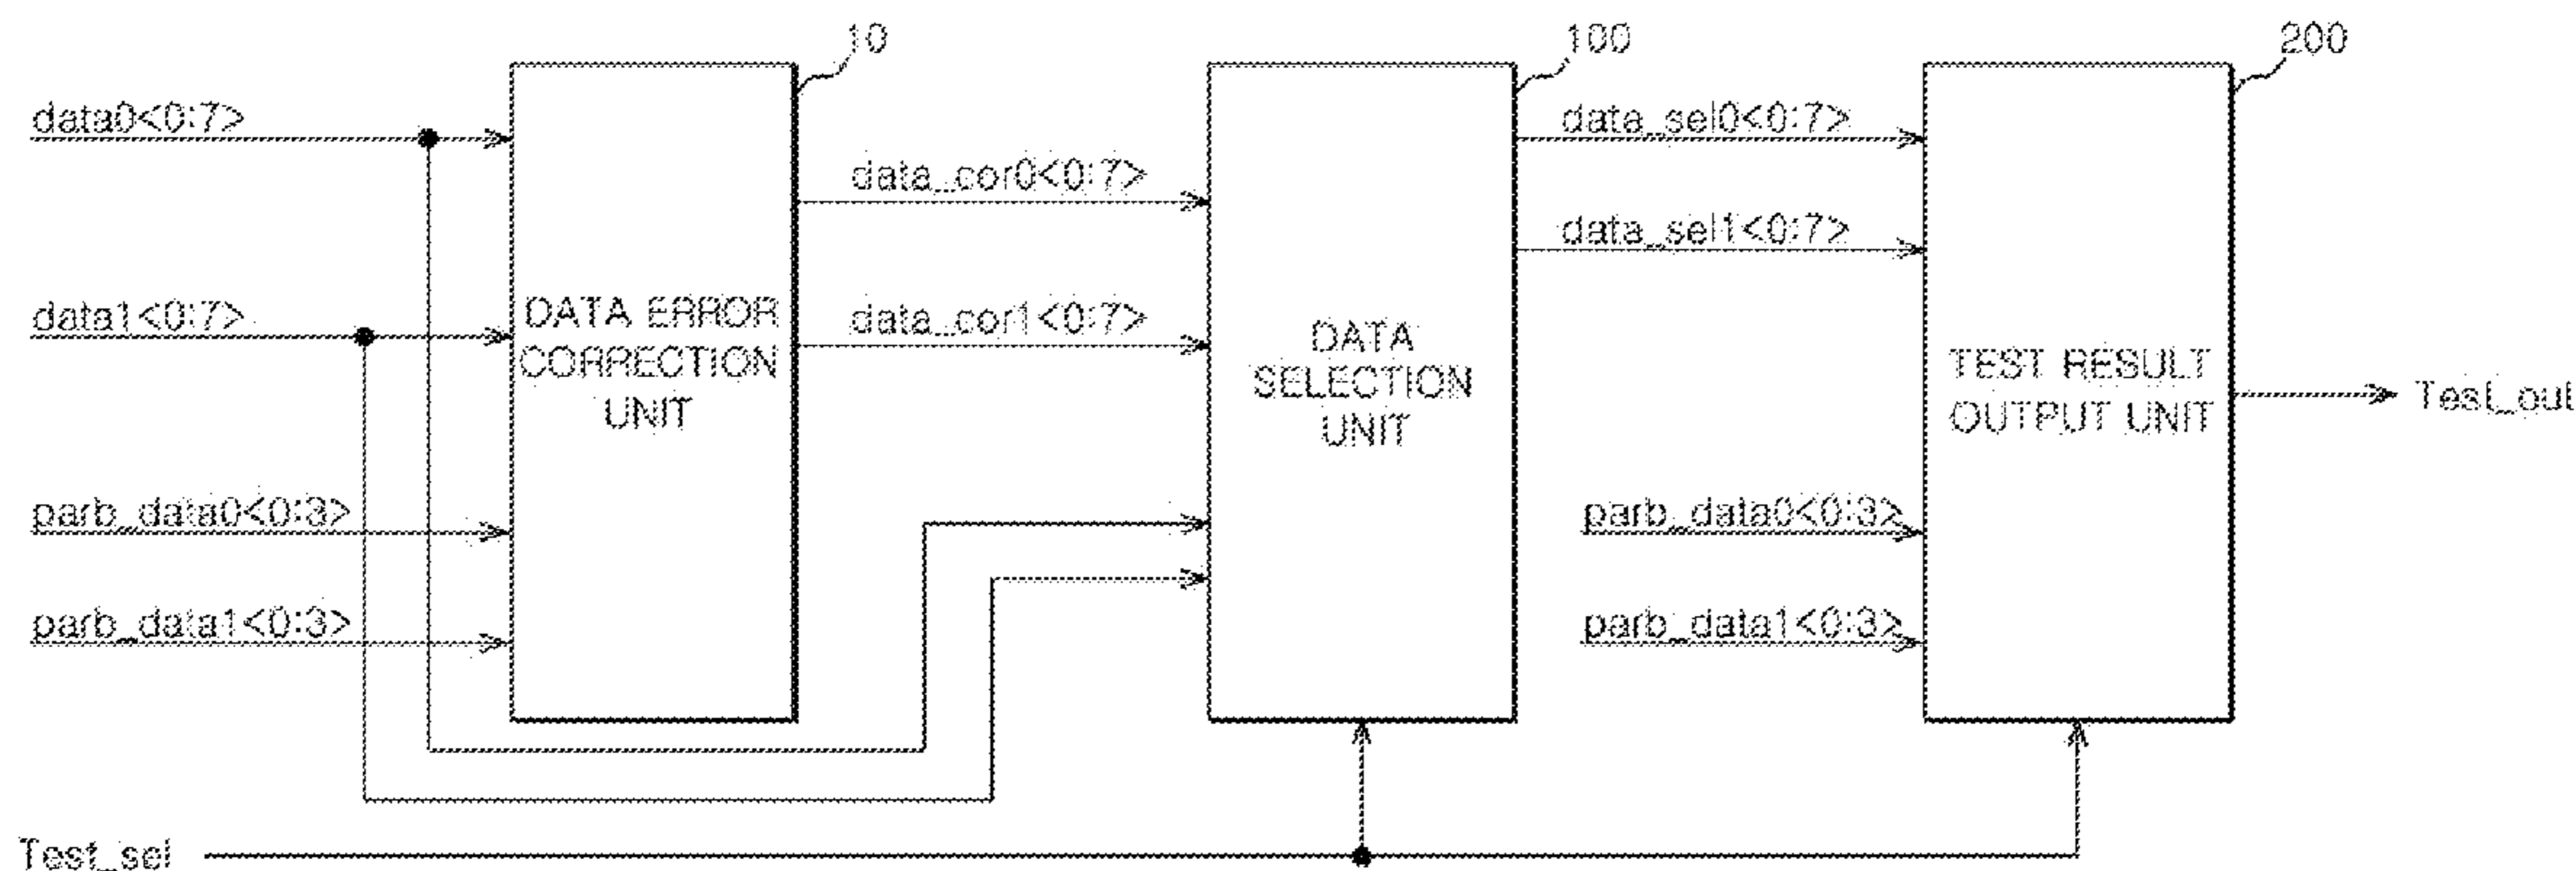 10
100
200
data0<0:7>
data_sel0<0:7>
data_cor0<0:7>
data_sel1<0:7>
data1<0:7>
data_cor1<0:7>
DATA ERROR
CORRECTION
UNIT
DATA
SELECTION
UNIT
TEST RESULT
OUTPUT UNIT
Test_out
parb_data0<0:3>
parb_data0<0:3>
parb_data1<0:3>
parb_data1<0:3>
Test_sel